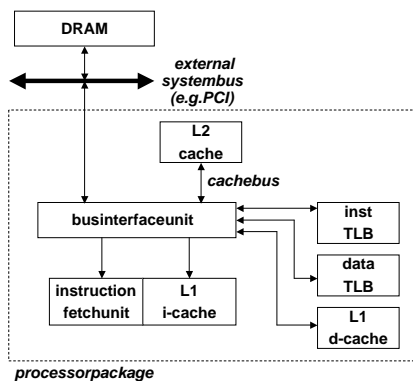 DRAM
external
systembus
(e.g.PCI)
L2
cache
cachebus
businterfaceunit
inst
TLB
data
TLB
instruction
fetchunit
L1
i-cache
L1
d-cache
processorpackage